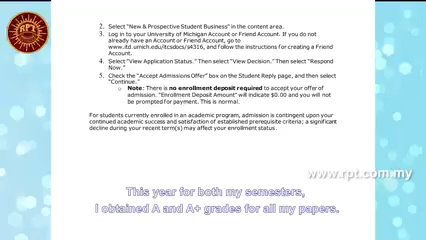 2. Select "New & Prospective Student Business" in the content area.
3. Log in to your University of Michigan Account or Friend Account. If you do not
already have an Account or Friend Account, go to
www.itd.umich.edu/itcsdocs/s4316, and follow the instructions for creating a Friend
Account.
4. Select "View Application Status." Then select "View Decision." Then select "Respond
Now."
5. Check the "Accept Admissions Offer" box on the Student Reply page, and then select
"Continue."
o Note: There is no enrollment deposit required to accept your offer of
admission. "Enrollment Deposit Amount" will indicate $0.00 and you will not
be prompted for payment. This is normal.
For students currently enrolled in an academic program, admission is contingent upon your
continued academic success and satisfaction of established prerequisite criteria; a significant
decline during your recent term(s) may affect your enrollment status.
www.rpt.com.my
This year for both my semesters,
I obtained A and A+ grades for all my papers.